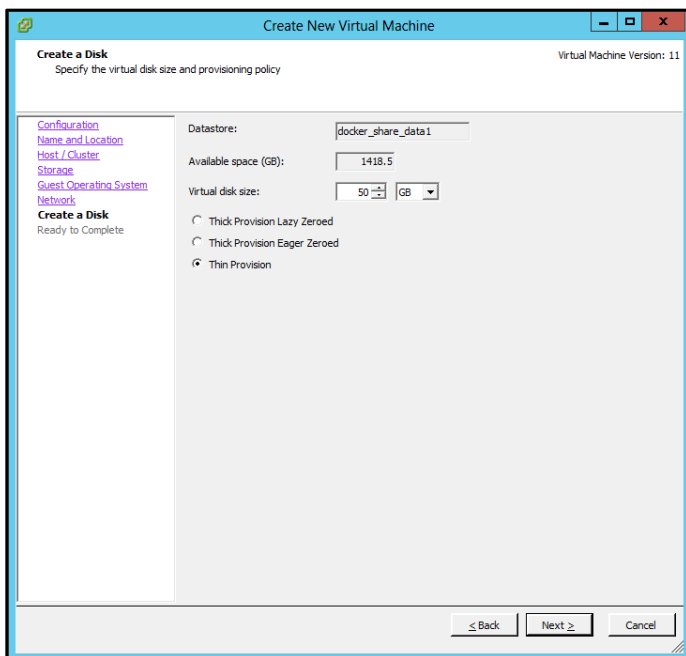 Create New Virtual Machine
Create a Disk
Specify the virtual disk size and provisioning policy
Virtual Machine Version: 11
Configuration
Name and Location
Host / Cluster
Storage
Guest Operating System
Network
Create a Disk
Ready to Complete
Datastore: docker_share_data1
Available space (GB): 1418.5
Virtual disk size: 50 GB
Thick Provision Lazy Zeroed
Thick Provision Eager Zeroed
Thin Provision
< Back Next > Cancel